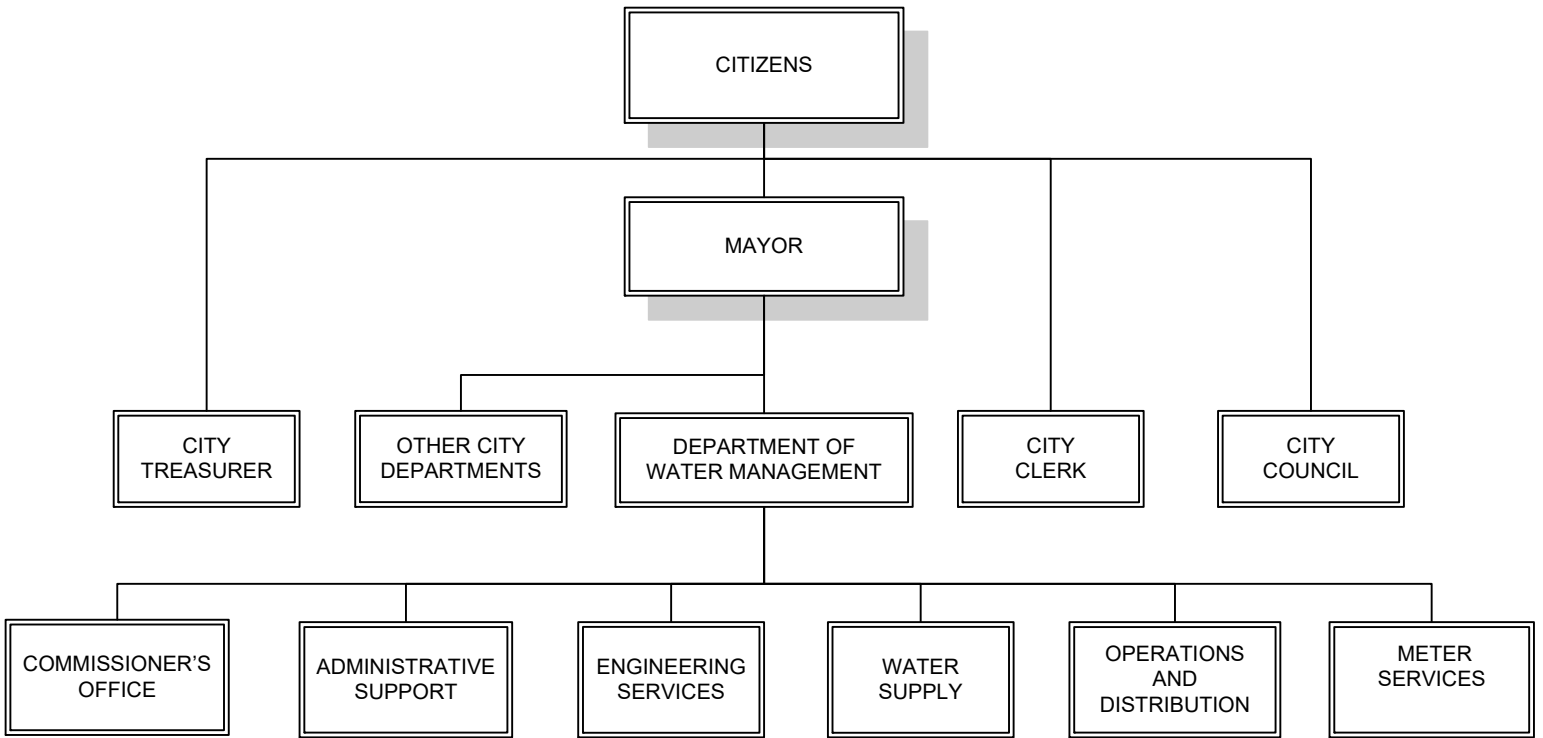 CITIZENS
MAYOR
CITY
TREASURER
OTHER CITY
DEPARTMENTS
DEPARTMENT OF
WATER MANAGEMENT
CITY
CLERK
CITY
COUNCIL
COMMISSIONER'S
OFFICE
ADMINISTRATIVE
SUPPORT
ENGINEERING
SERVICES
WATER
SUPPLY
OPERATIONS
AND
DISTRIBUTION
METER
SERVICES